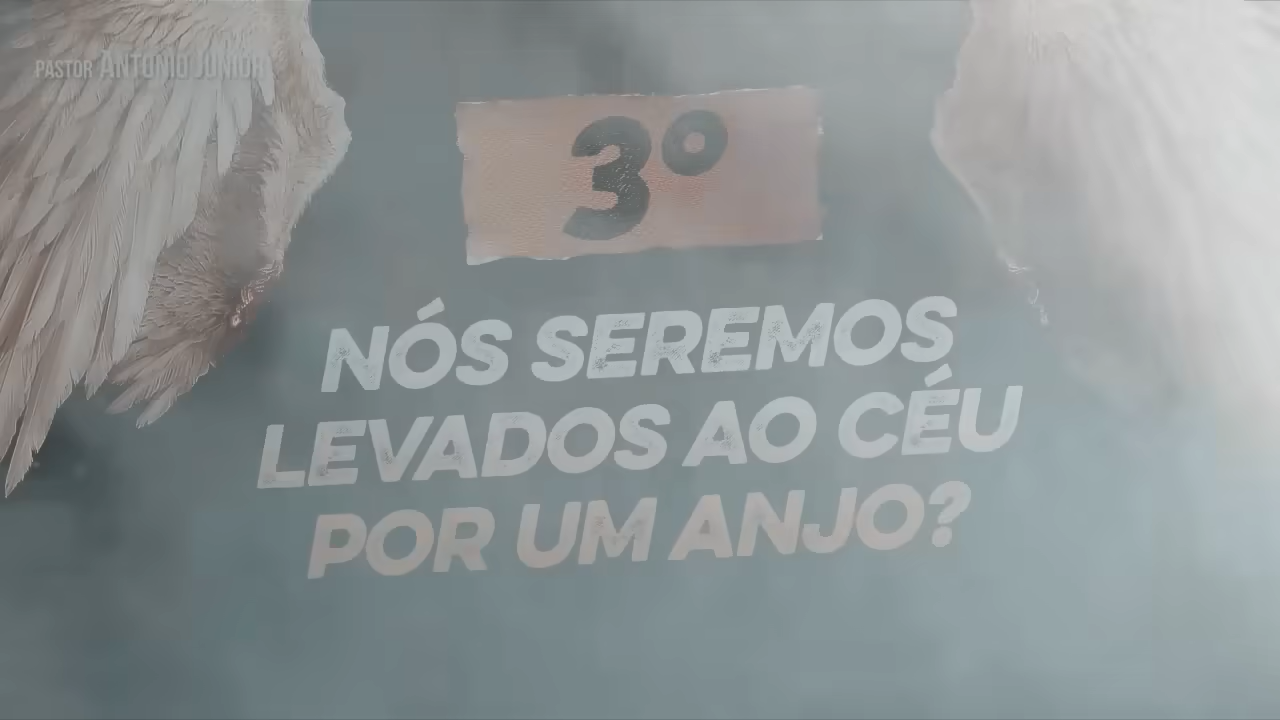 PASTOR ANTONIO JUNIOR
3º
NÓS SEREMOS
LEVADOS AO CÉU
POR UM ANJO?